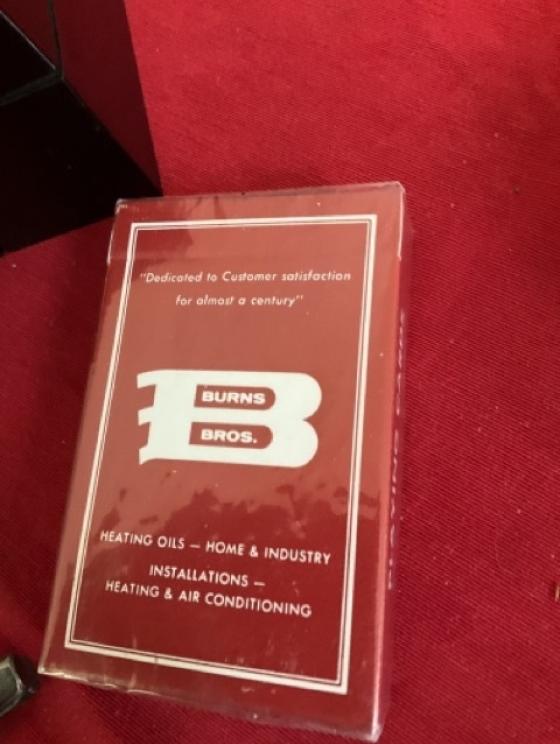 "Dedicated to Customer satisfaction
for almost a century"
BURNS
BROS.
HEATING OILS — HOME & INDUSTRY
INSTALLATIONS —
HEATING & AIR CONDITIONING